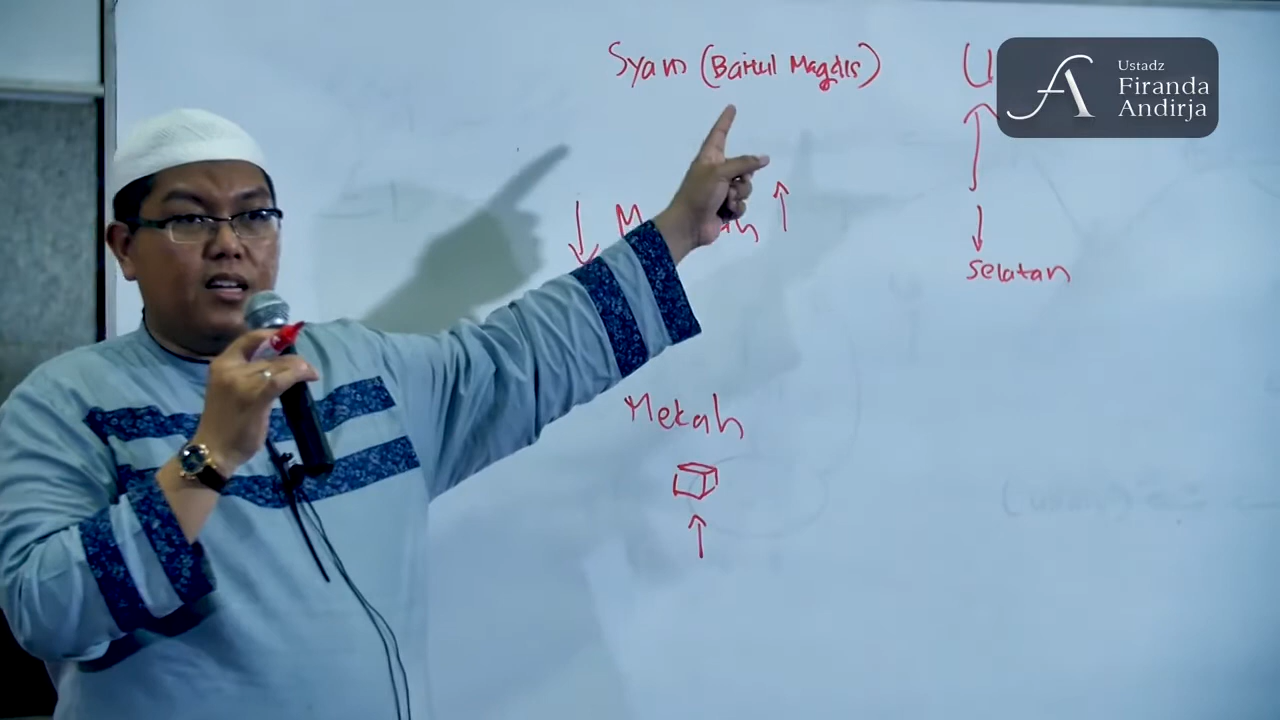 Syam (Baitul Maqdis)
U
Ustadz
Firanda
Andirja
Selatan
Mekah